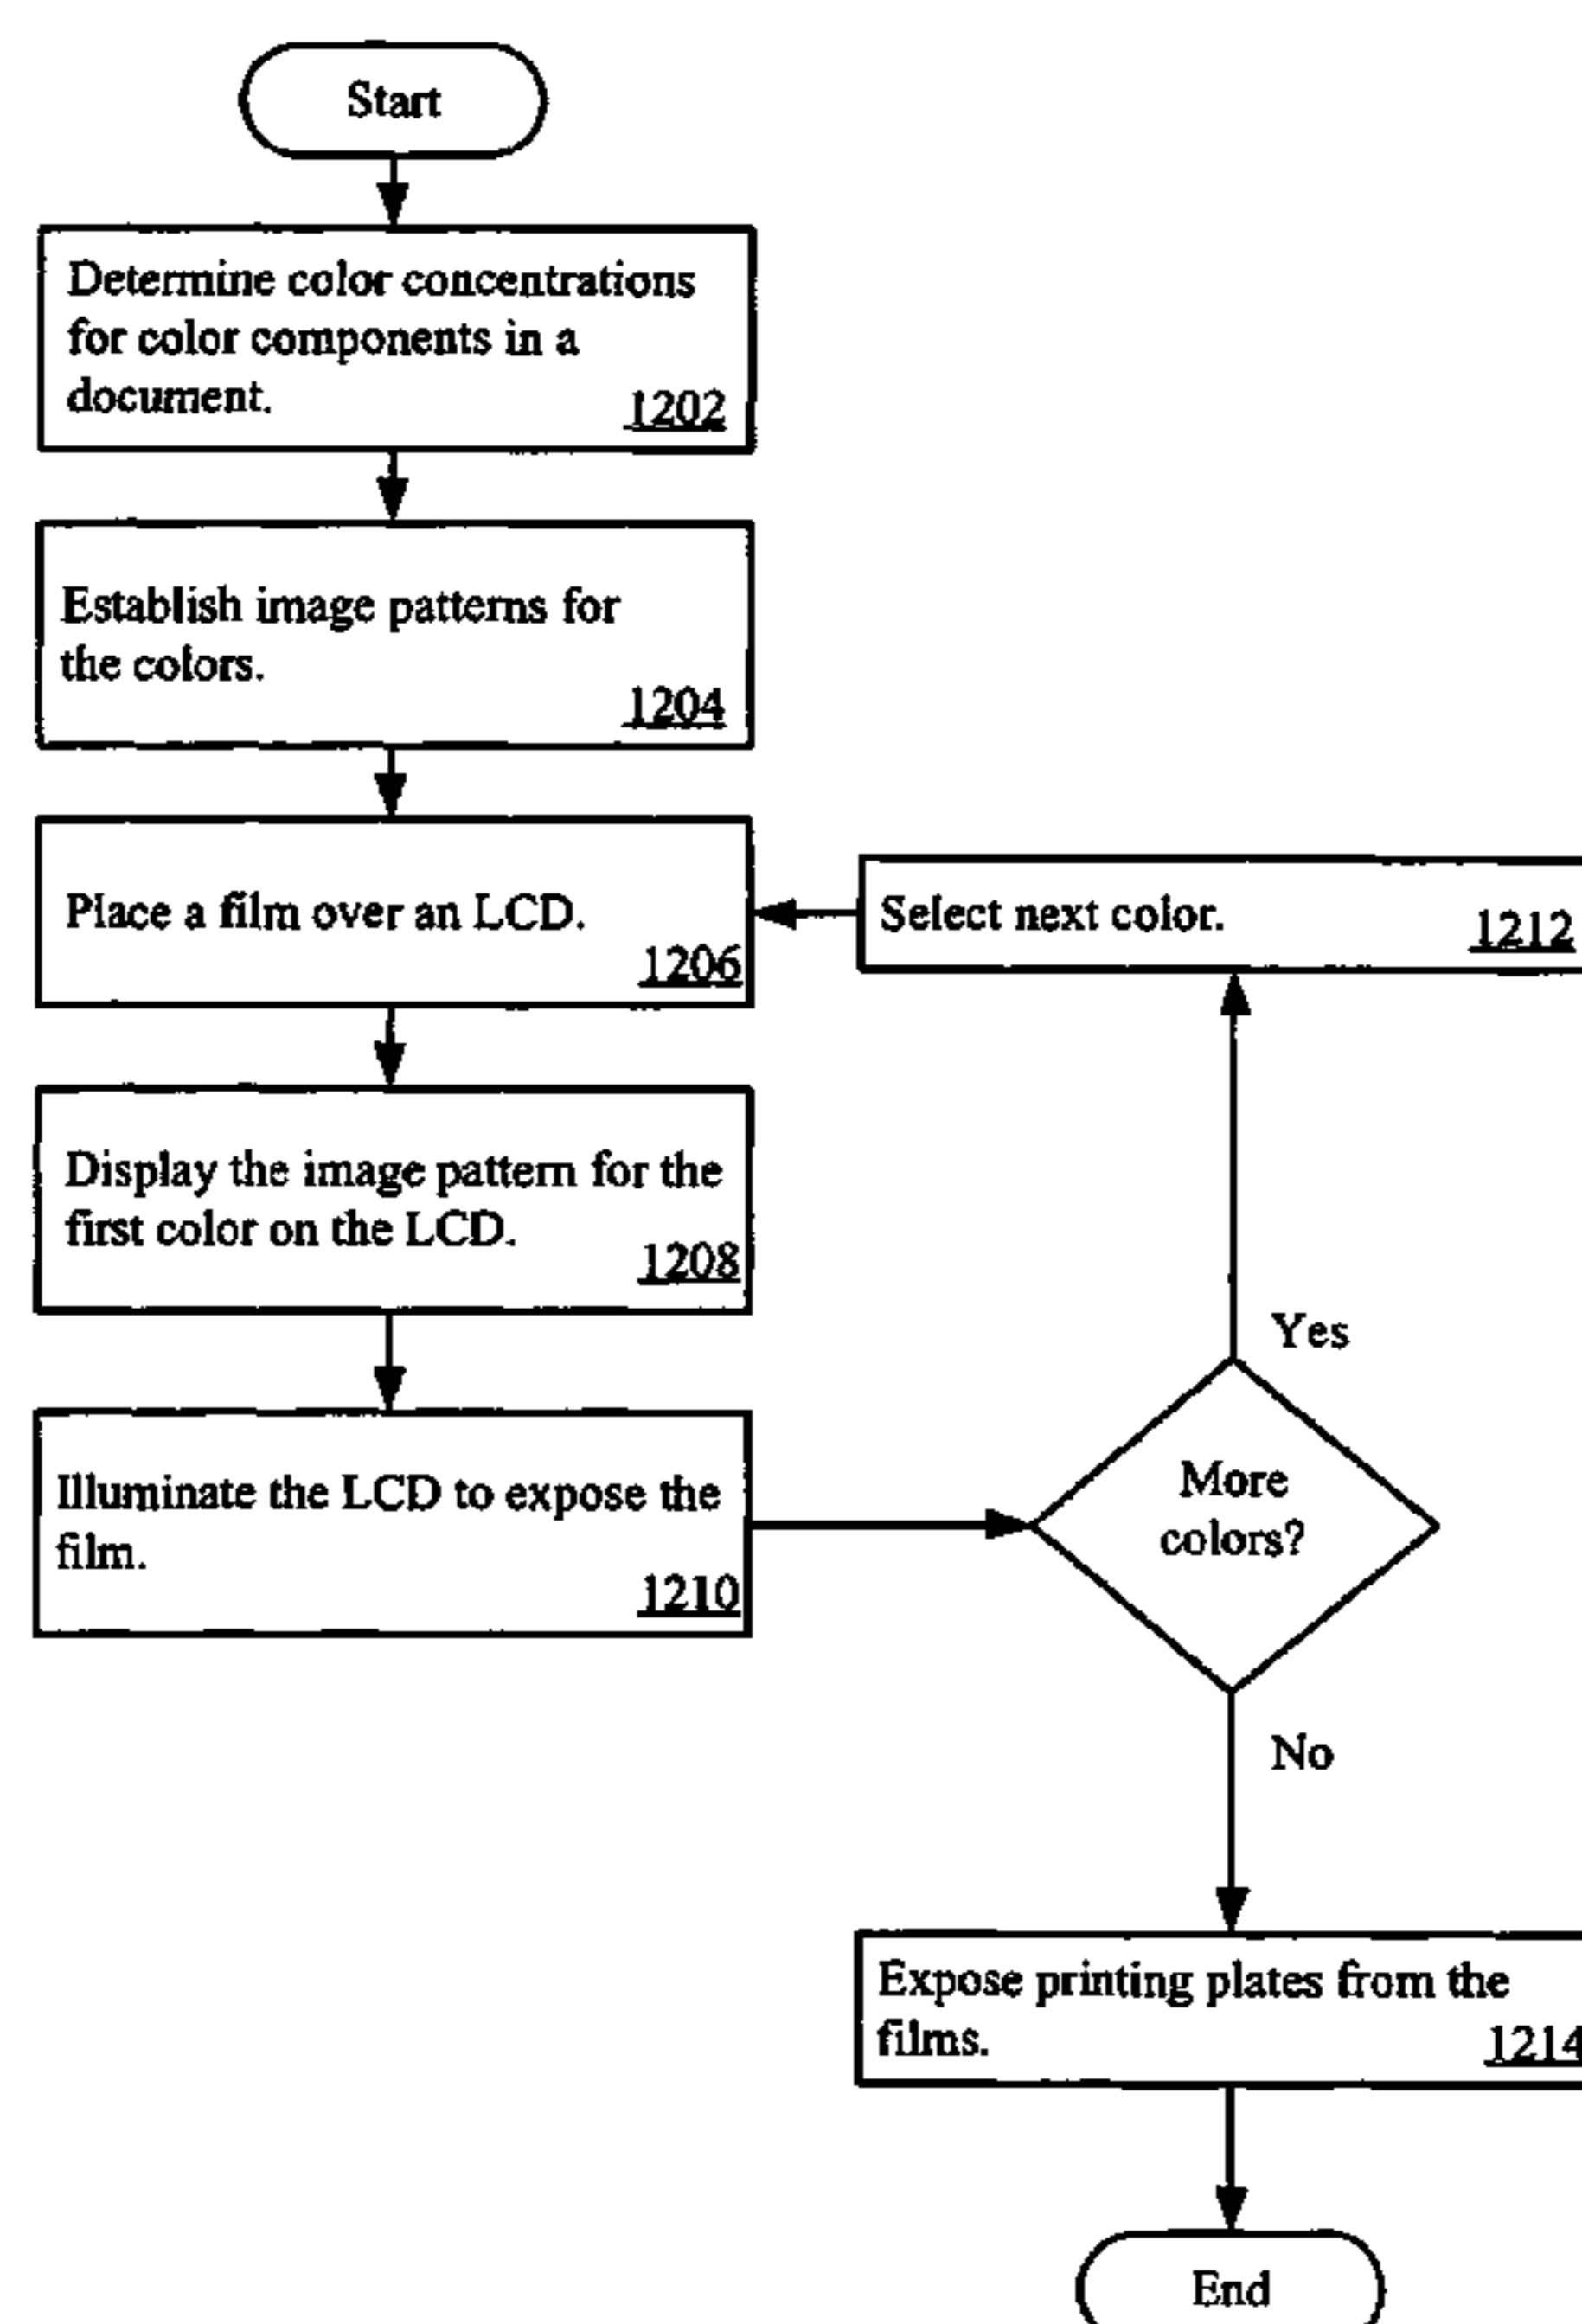 Start
Determine color concentrations
for color components in a
document.
1202
Establish image patterns for
the colors.
1204
Place a film over an LCD.
1206
Select next color.
1212
Display the image pattern for the
first color on the LCD.
1208
Yes
Illuminate the LCD to expose the
film.
1210
More
colors?
No
Expose printing plates from the
films.
1214
End